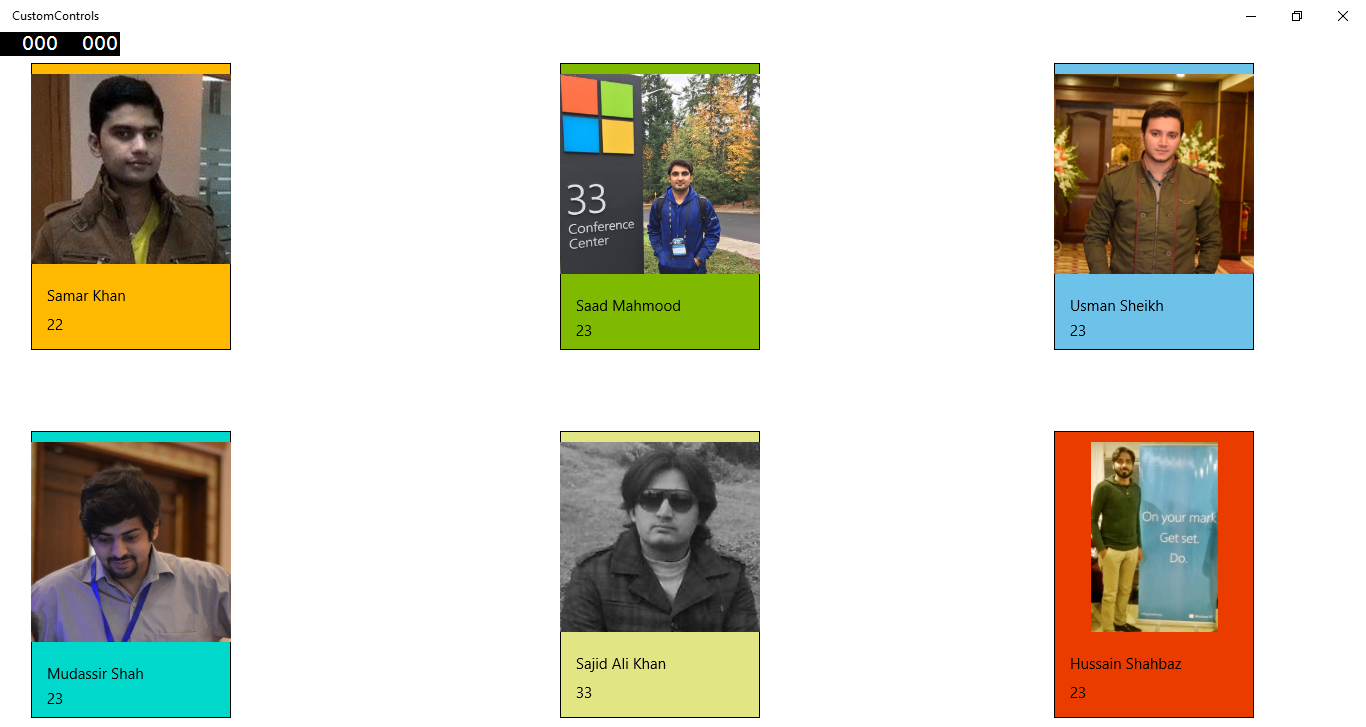 CustomControls
000 000
33
Conference
Center
Samar Khan
22
Saad Mahmood
23
Usman Sheikh
23
On your mark
Get set.
Do.
Mudassir Shah
23
Sajid Ali Khan
33
Hussain Shahbaz
23